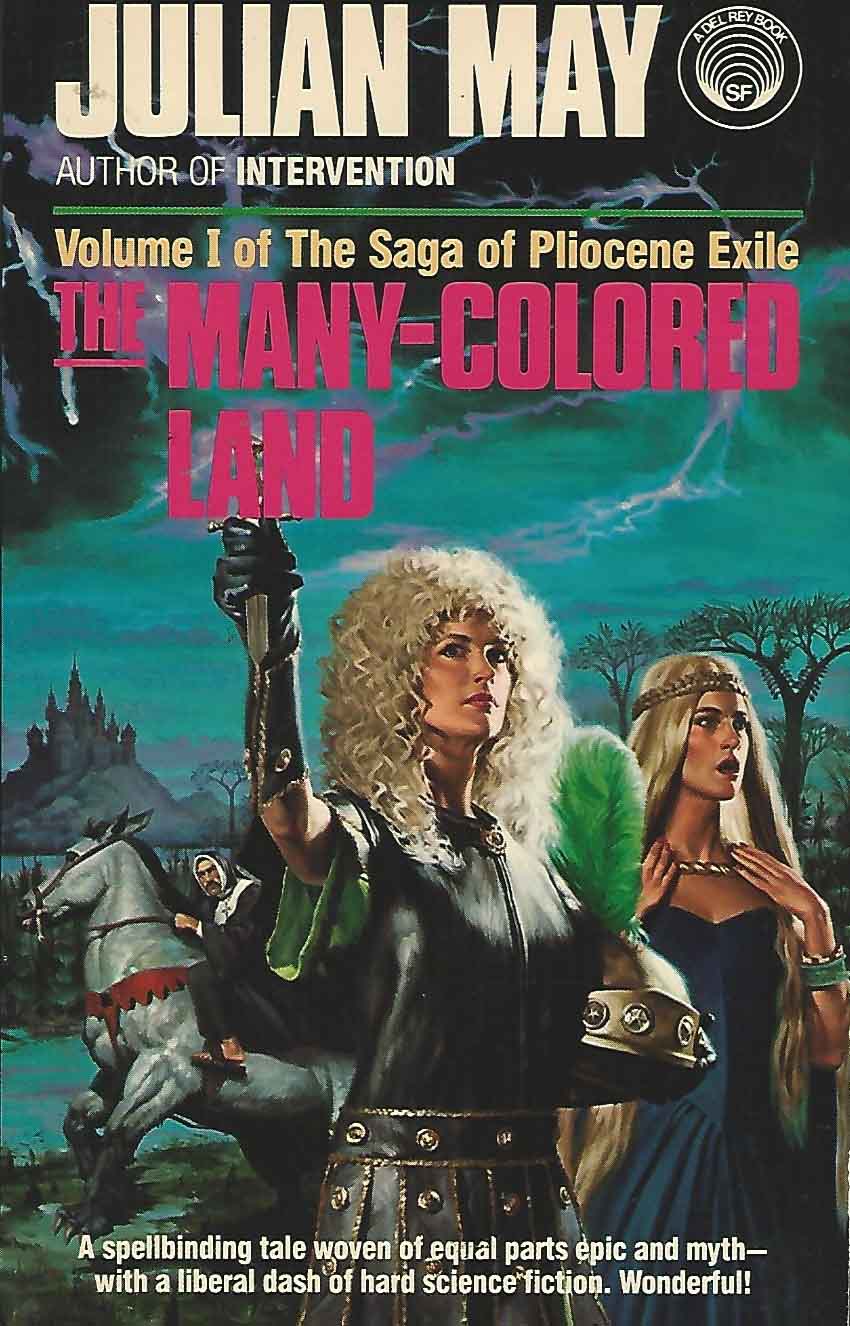 JULIAN MAY
A DEL REY BOOK
SF
AUTHOR OF INTERVENTION
Volume I of The Saga of Pliocene Exile
THE MANY-COLORED
LAND
A spellbinding tale woven of equal parts epic and myth—
with a liberal dash of hard science fiction. Wonderful!